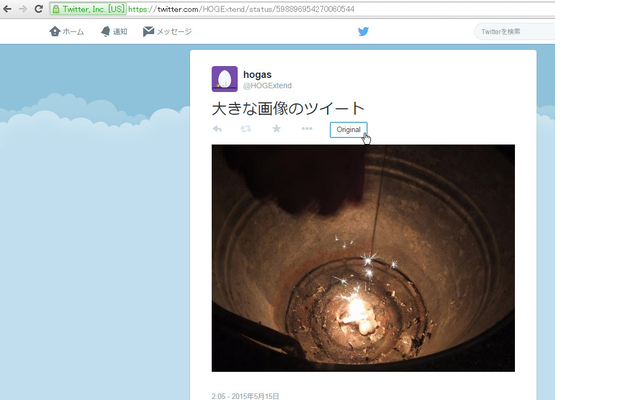 Twitter, Inc. [US] https://twitter.com/HOGExtend/status/598896954270060544
ホーム 通知 メッセージ Twitterを検索
hogas
@HOGExtend
大きな画像のツイート
Original
2:05 - 2015年5月15日